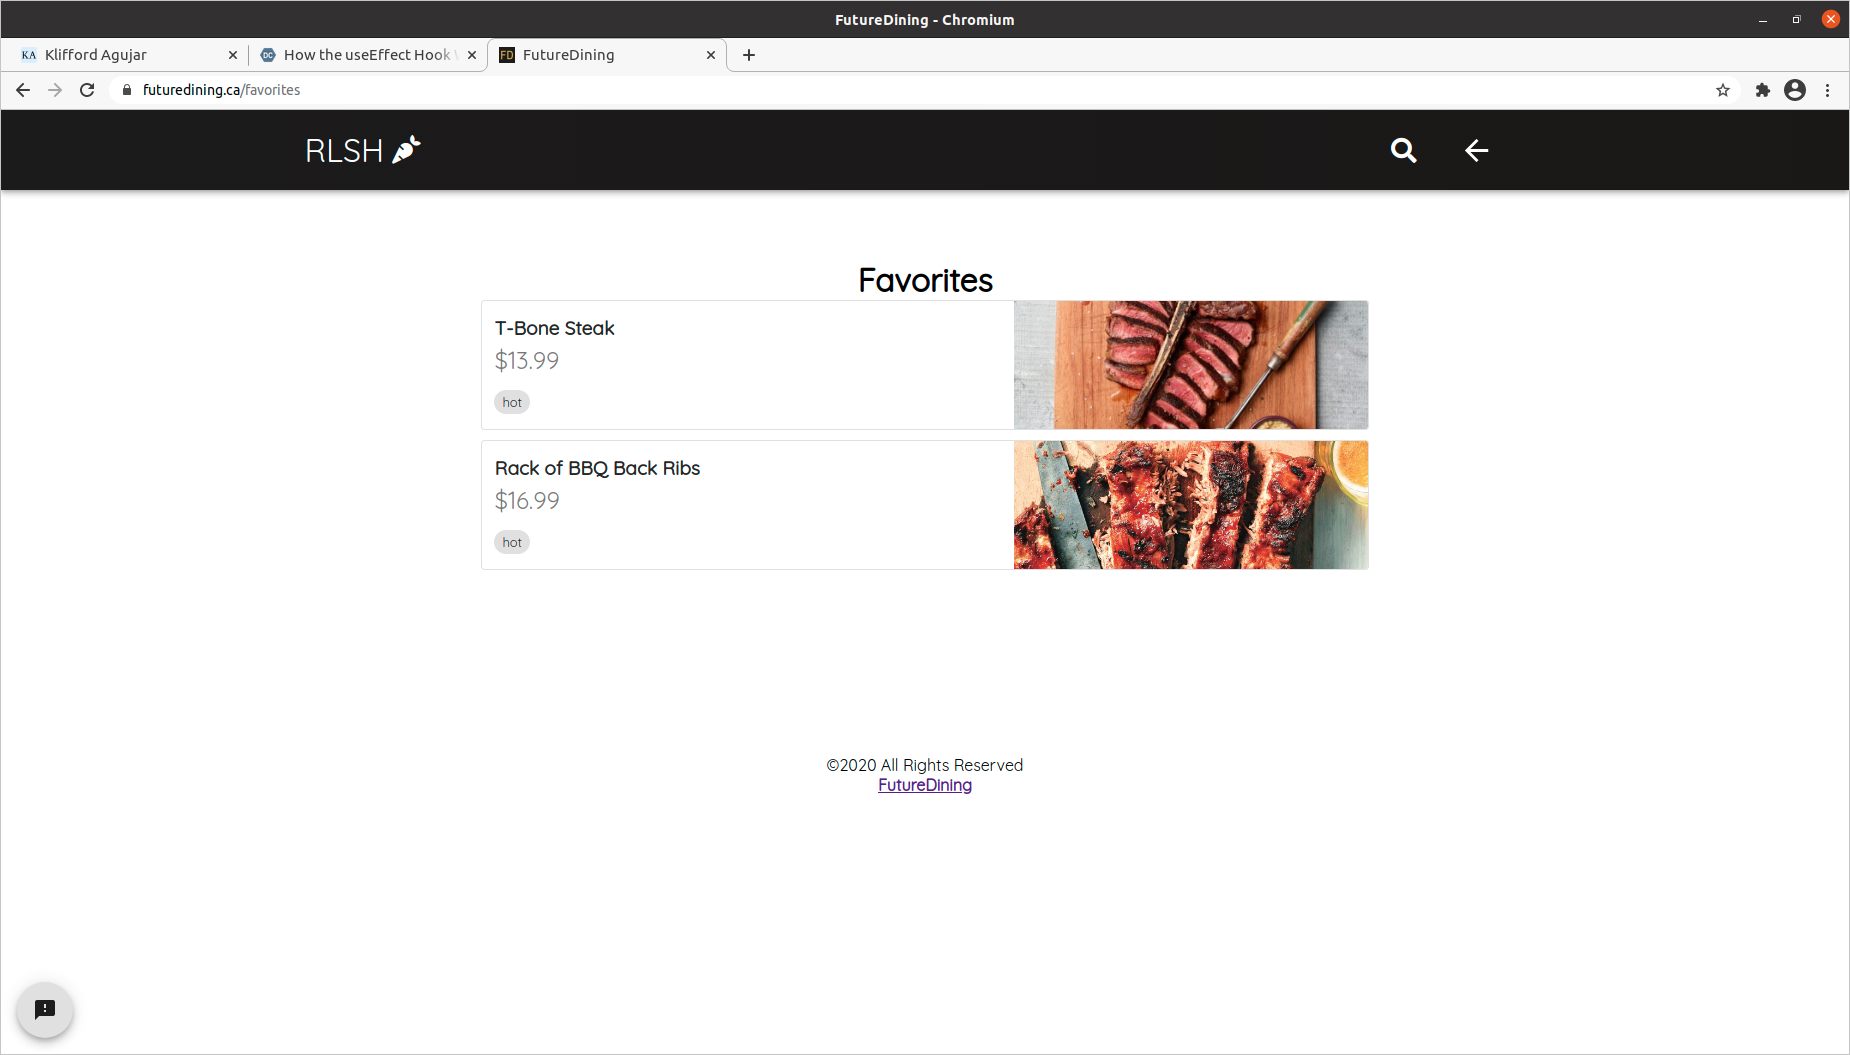 FutureDining - Chromium
KA Klifford Agujar
DC How the useEffect Hook
FD FutureDining
futuredining.ca/favorites
RLSH
Favorites
T-Bone Steak
$13.99
hot
Rack of BBQ Back Ribs
$16.99
hot
©2020 All Rights Reserved
FutureDining